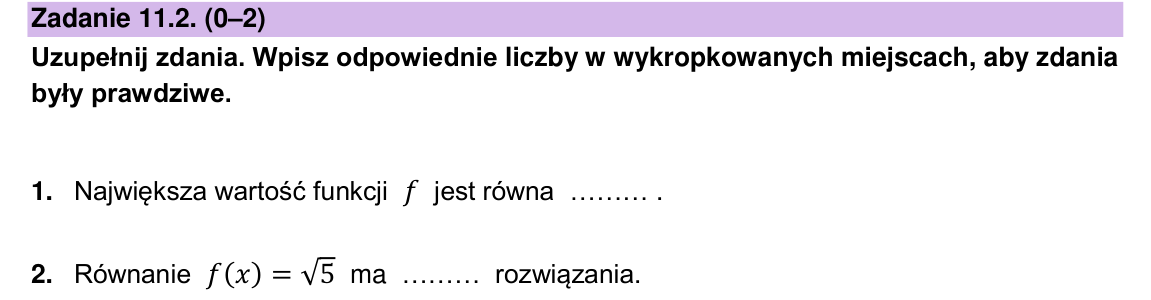 Zadanie 11.2. (0–2)
Uzupełnij zdania. Wpisz odpowiednie liczby w wykropkowanych miejscach, aby zdania
były prawdziwe.
1. Największa wartość funkcji f jest równa ……… .
2. Równanie f(x) = √5 ma ……… rozwiązania.